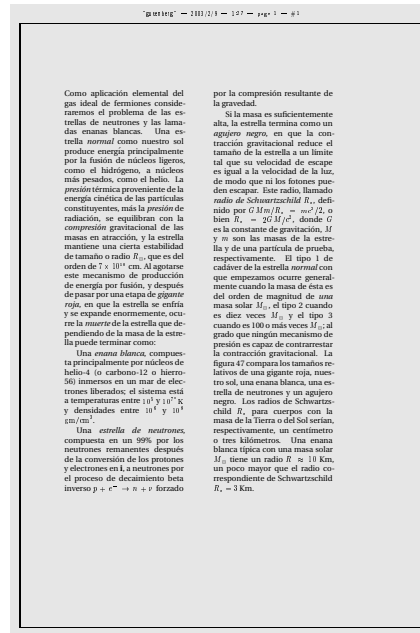 "gutenberg" — 2003/2/9 — 1:27 — page 1 — #1
Como aplicación elemental del
gas ideal de fermiones conside-
raremos el problema de las es-
trellas de neutrones y las lama-
das enanas blancas. Una es-
trella normal como nuestro sol
produce energía principalmente
por la fusión de núcleos ligeros,
como el hidrógeno, a núcleos
más pesados, como el helio. La
presión térmica proveniente de la
energía cinética de las partículas
constituyentes, más la presión de
radiación, se equilibran con la
compresión gravitacional de las
masas en atracción, y la estrella
mantiene una cierta estabilidad
de tamaño o radio R⊙, que es del
orden de 7 × 10¹⁰ cm. Al agotarse
este mecanismo de producción
de energía por fusión, y después
de pasar por una etapa de gigante
roja, en que la estrella se enfría
y se expande enormemente, ocu-
rre la muerte de la estrella que de-
pendiendo de la masa de la estre-
lla puede terminar como:
Una enana blanca, compues-
ta principalmente por núcleos de
helio-4 (o carbono-12 o hierro-
56) inmersos en un mar de elec-
trones liberados; el sistema está
a temperaturas entre y K
y densidades entre 10⁶ y 10⁸
gm/cm³.
Una estrella de neutrones,
compuesta en un 99% por los
neutrones remanentes después
de la conversión de los protones
y electrones en i, a neutrones por
el proceso de decaimiento beta
inverso p + e⁻ → n + ν forzado
por la compresión resultante de
la gravedad.
Si la masa es suficientemente
alta, la estrella termina como un
agujero negro, en que la con-
tracción gravitacional reduce el
tamaño de la estrella a un límite
tal que su velocidad de escape
es igual a la velocidad de la luz,
de modo que ni los fotones pue-
den escapar. Este radio, llamado
radio de Schwartzschild Rₛ, defi-
nido por GMm/Rₛ = mc²/2, o
bien Rₛ = 2GM/c², donde G
es la constante de gravitación, M
y m son las masas de la estre-
lla y de una partícula de prueba,
respectivamente. El tipo 1 de
cadáver de la estrella normal con
que empezamos ocurre general-
mente cuando la masa de ésta es
del orden de magnitud de una
masa solar M⊙, el tipo 2 cuando
es diez veces M⊙ y el tipo 3
cuando es 100 o más veces M⊙; al
grado que ningún mecanismo de
presión es capaz de contrarrestar
la contracción gravitacional. La
figura 47 compara los tamaños re-
lativos de una gigante roja, nues-
tro sol, una enana blanca, una es-
trella de neutrones y un agujero
negro. Los radios de Schwartzs-
child Rₛ para cuerpos con la
masa de la Tierra o del Sol serían,
respectivamente, un centímetro
o tres kilómetros. Una enana
blanca típica con una masa solar
M⊙ tiene un radio R ≈ 10 Km,
un poco mayor que el radio co-
rrespondiente de Schwartzschild
Rₛ = 3 Km.